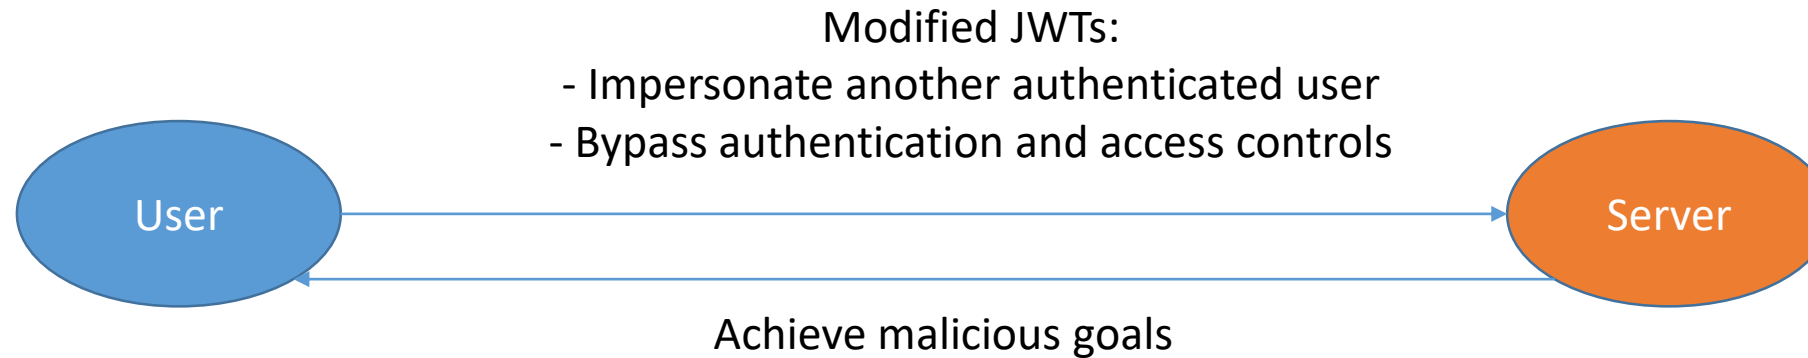 Modified JWTs:
- Impersonate another authenticated user
- Bypass authentication and access controls
User
Server
Achieve malicious goals